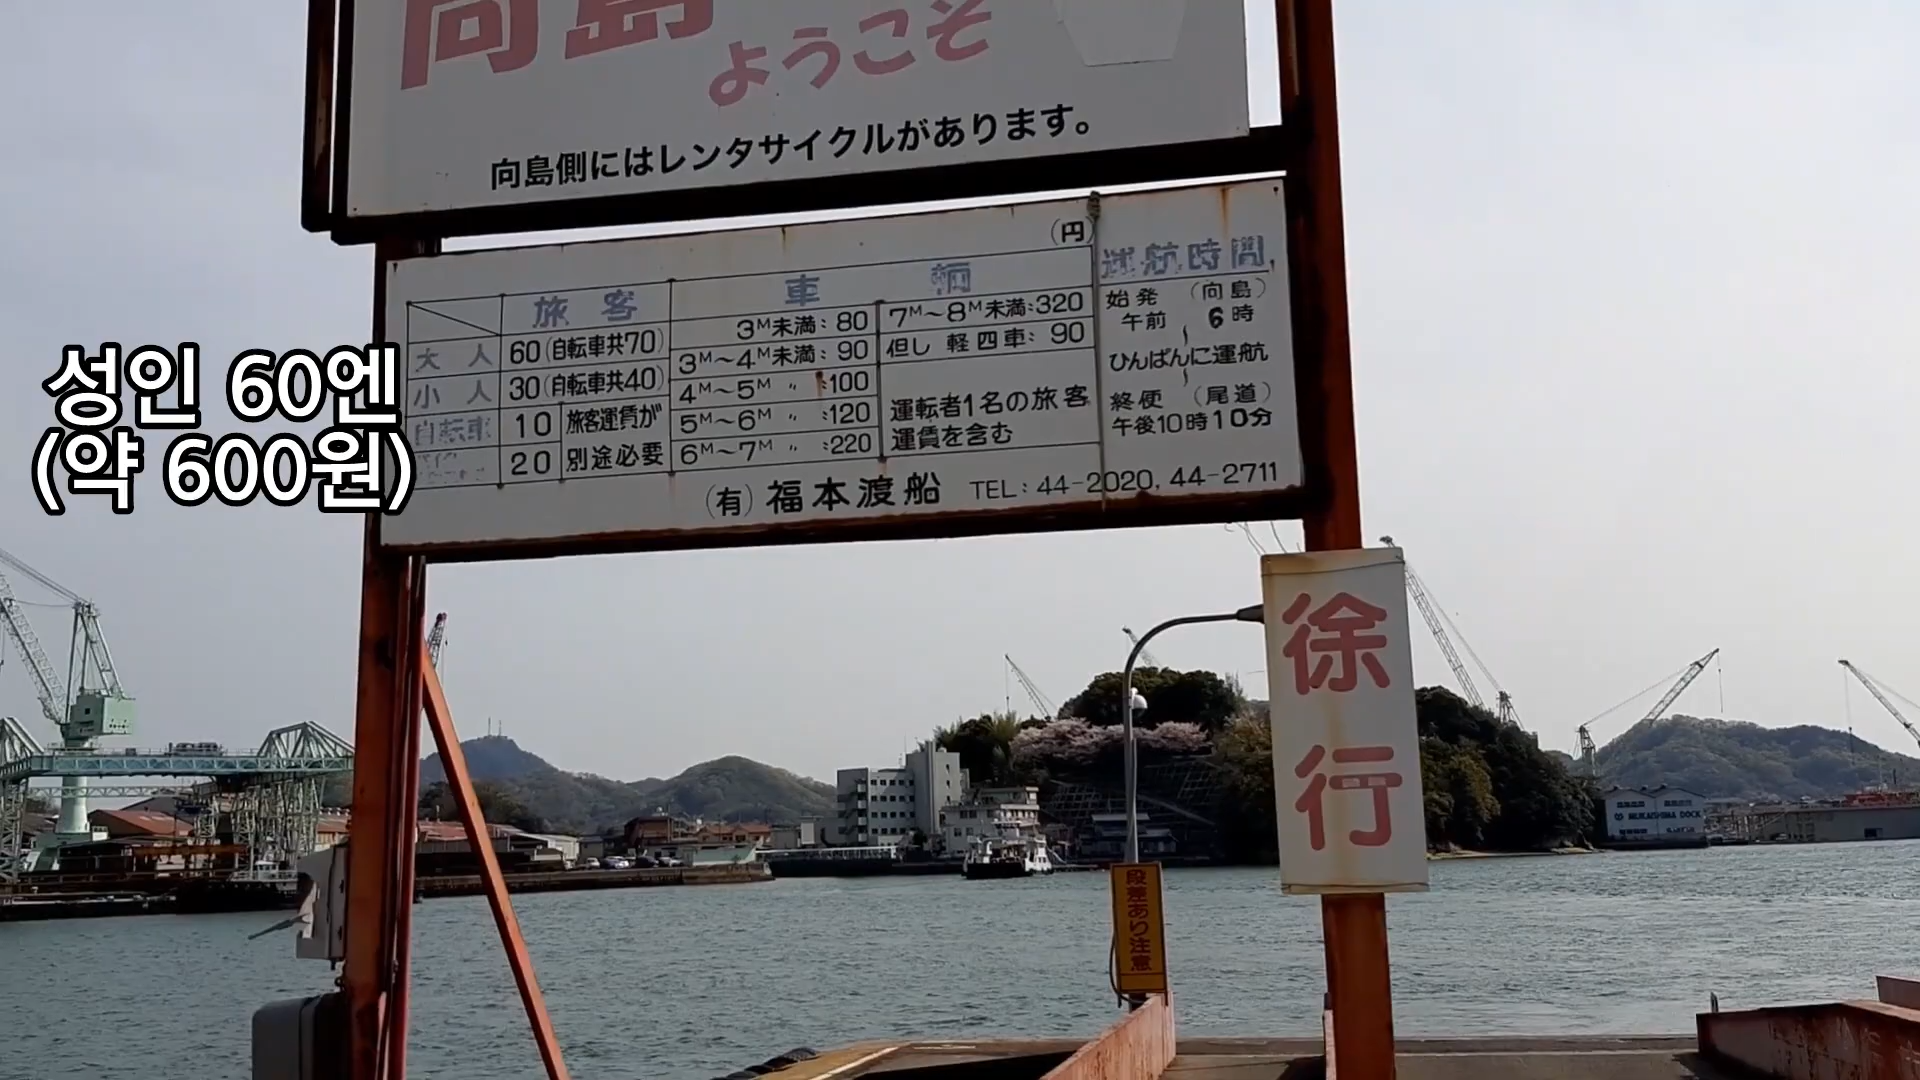 向島
ようこそ
向島側にはレンタサイクルがあります。
(円)
旅客
車輌
運航時間
大人 60(自転車共70)
小人 30(自転車共40)
自転車 10 旅客運賃が
20 別途必要
3M未満:80
3M〜4M未満:90
4M〜5M 〃 :100
5M〜6M 〃 :120
6M〜7M 〃 :220
7M〜8M未満:320
但し 軽四車:90
運転者1名の旅客
運賃を含む
始発 (向島)
午前 6時
〜
ひんぱんに運航
〜
終便 (尾道)
午後10時10分
(有)福本渡船 TEL:44-2020,44-2711
성인 60엔
(약 600원)
徐行
段差あり注意
MUKAISHIMA DOCK